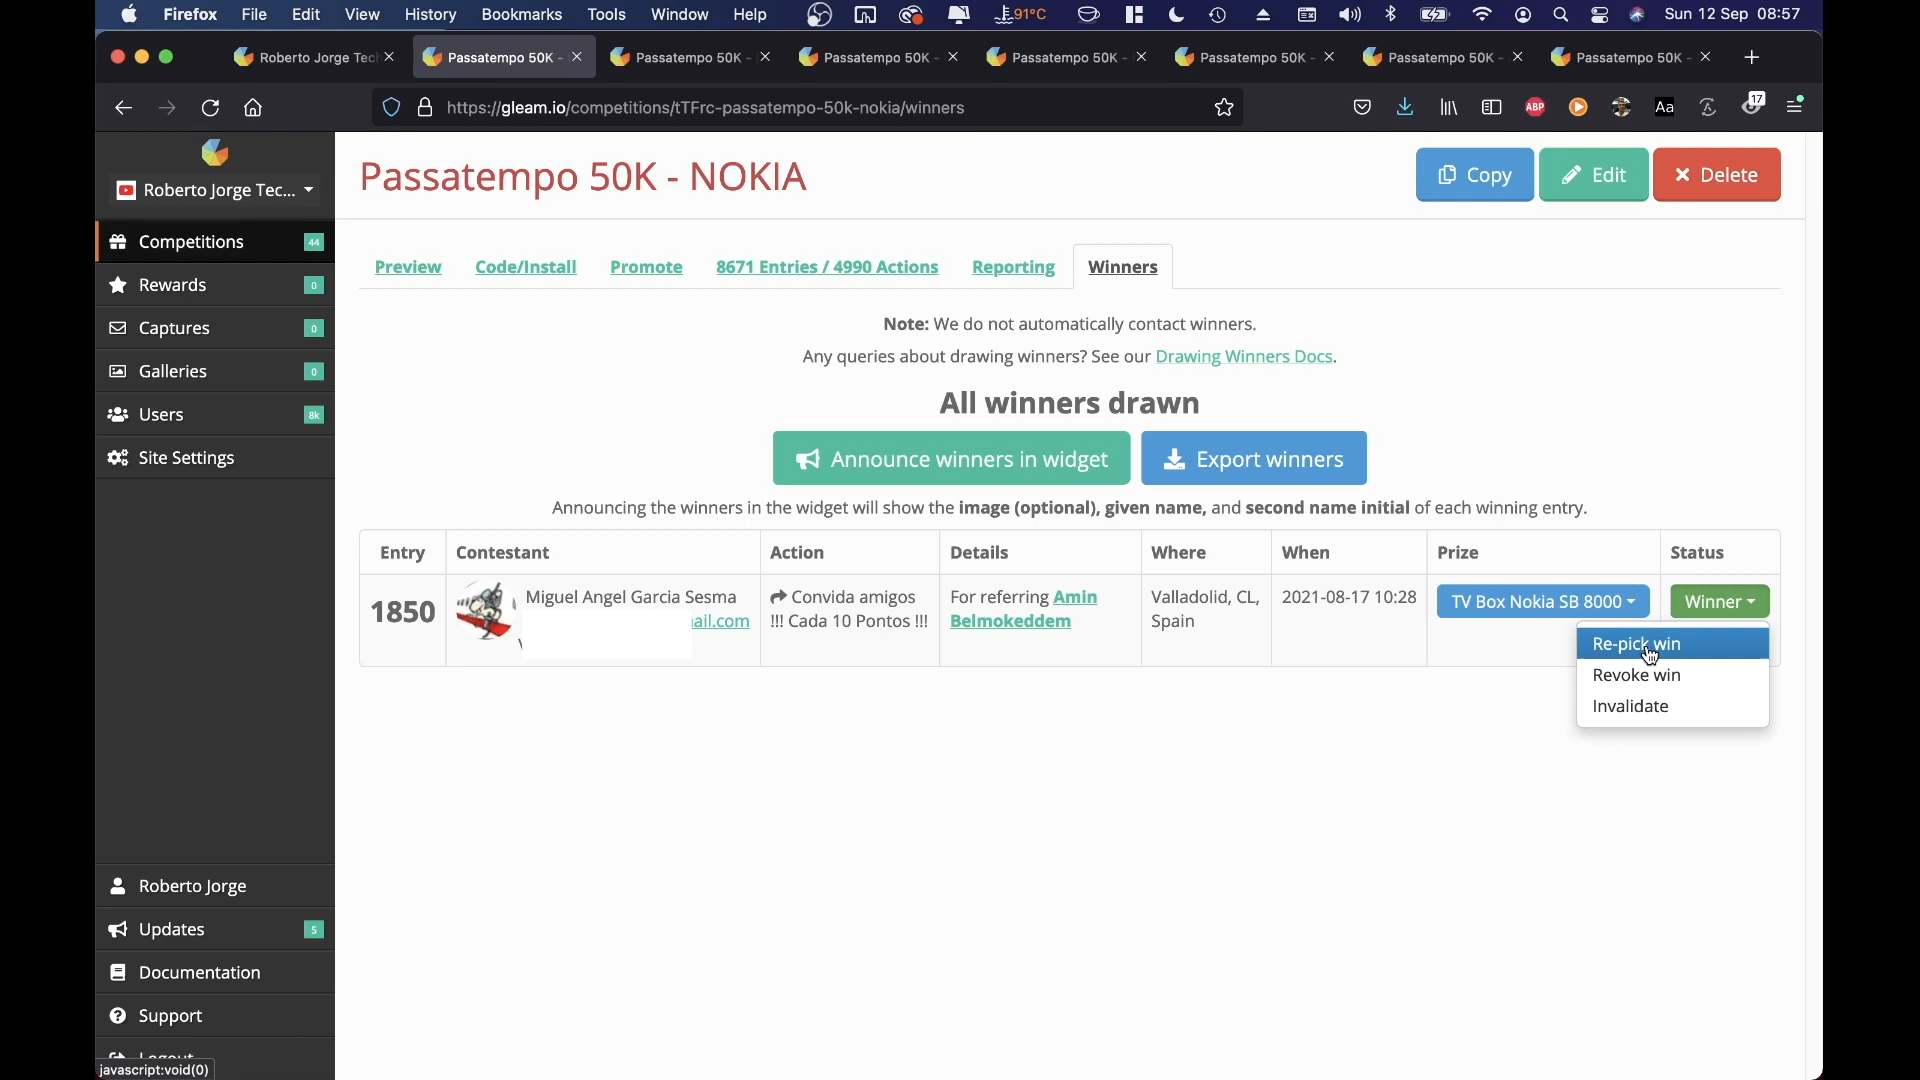 Firefox File Edit View History Bookmarks Tools Window Help 91°C Sun 12 Sep 08:57
Roberto Jorge Tec Passatempo 50K - Passatempo 50K - Passatempo 50K - Passatempo 50K - Passatempo 50K - Passatempo 50K - Passatempo 50K -
https://gleam.io/competitions/tTFrc-passatempo-50k-nokia/winners ABP Aa 17
Roberto Jorge Tec...
Passatempo 50K - NOKIA
Copy Edit Delete
Competitions 44
Rewards 0
Captures 0
Galleries 0
Users 8k
Site Settings
Preview Code/Install Promote 8671 Entries / 4990 Actions Reporting Winners
Note: We do not automatically contact winners.
Any queries about drawing winners? See our Drawing Winners Docs.
All winners drawn
Announce winners in widget Export winners
Announcing the winners in the widget will show the image (optional), given name, and second name initial of each winning entry.
Entry Contestant Action Details Where When Prize Status
1850 Miguel Angel Garcia Sesma Convida amigos For referring Amin Valladolid, CL, 2021-08-17 10:28 TV Box Nokia SB 8000 Winner
ail.com !!! Cada 10 Pontos !!! Belmokeddem Spain
Re-pick win
Revoke win
Invalidate
Roberto Jorge
Updates 5
Documentation
Support
Logout
javascript:void(0)